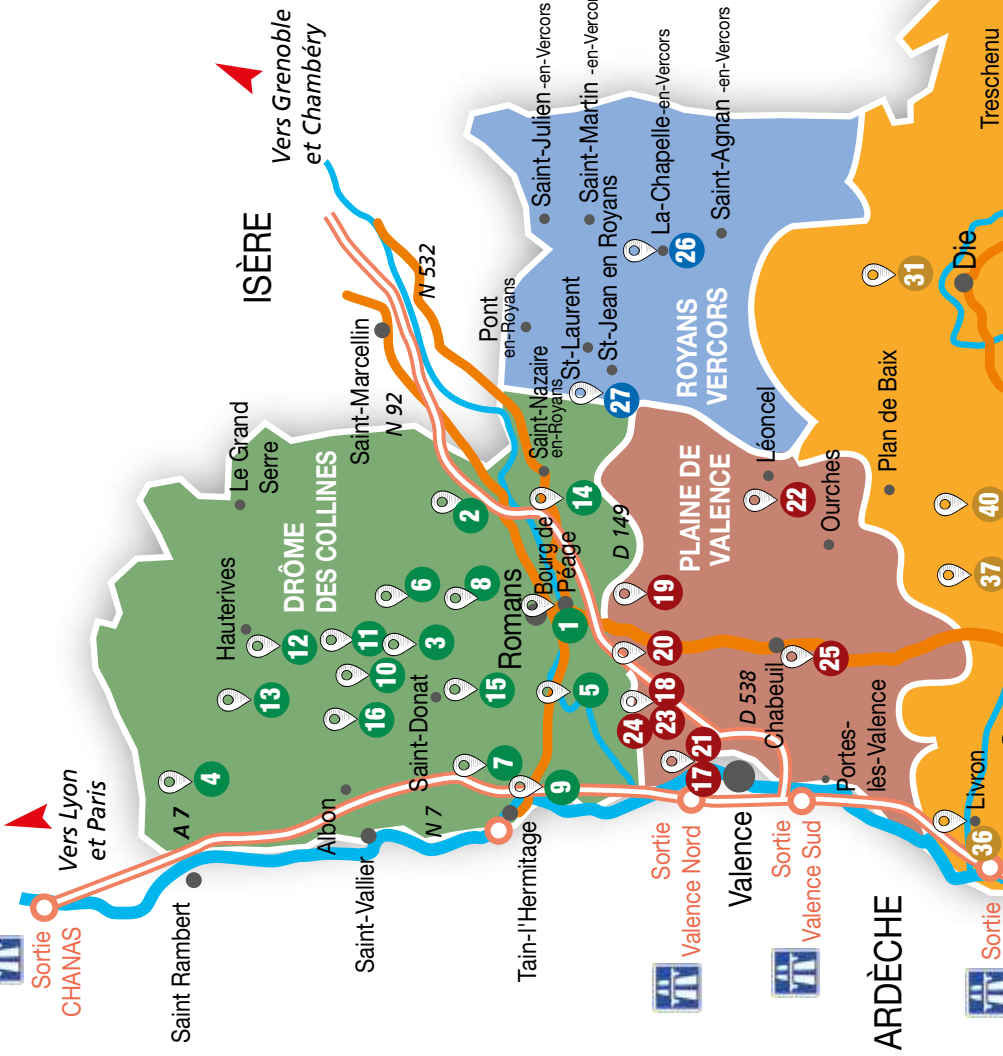 Vers Lyon
et Paris
Vers Grenoble
et Chambéry
ISÈRE
Sortie
CHANAS
A 7
4
Saint Rambert
Hauterives
Le Grand
Serre
DRÔME
DES COLLINES
13
12
11
10
16
3
6
8
2
Saint-Marcellin
N 92
N 532
Albon
Saint-Vallier
Saint-Donat
N 7
15
7
9
5
Tain-l'Hermitage
Romans
Bourg de
Péage
1
14
Saint-Nazaire
en-Royans
Pont
en-Royans
St-Laurent
St-Jean en Royans
27
Saint-Julien -en-Vercors
Saint-Martin -en-Vercors
La-Chapelle-en-Vercors
26
Saint-Agnan -en-Vercors
ROYANS
VERCORS
D 149
PLAINE DE
VALENCE
19
20
18
24
23
21
17
22
Léoncel
Ourches
D 538
Chabeuil
25
Sortie
Valence Nord
Valence
Sortie
Valence Sud
Portes-
lès-Valence
ARDÈCHE
Plan de Baix
31
Die
Treschenu
40
37
Livron
36
Sortie